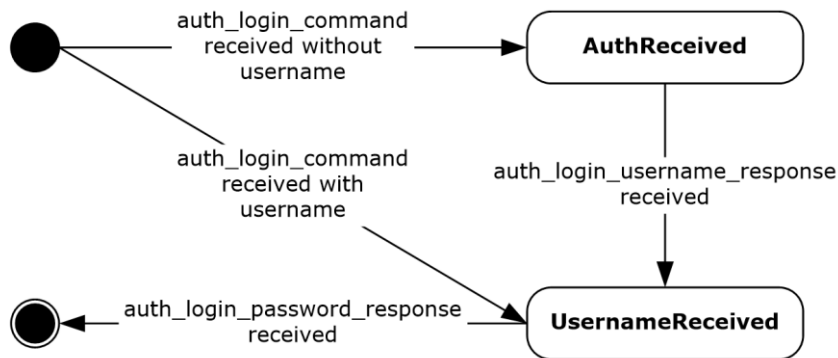 auth_login_command
received without
username
AuthReceived
auth_login_command
received with
username
auth_login_username_response
received
auth_login_password_response
received
UsernameReceived